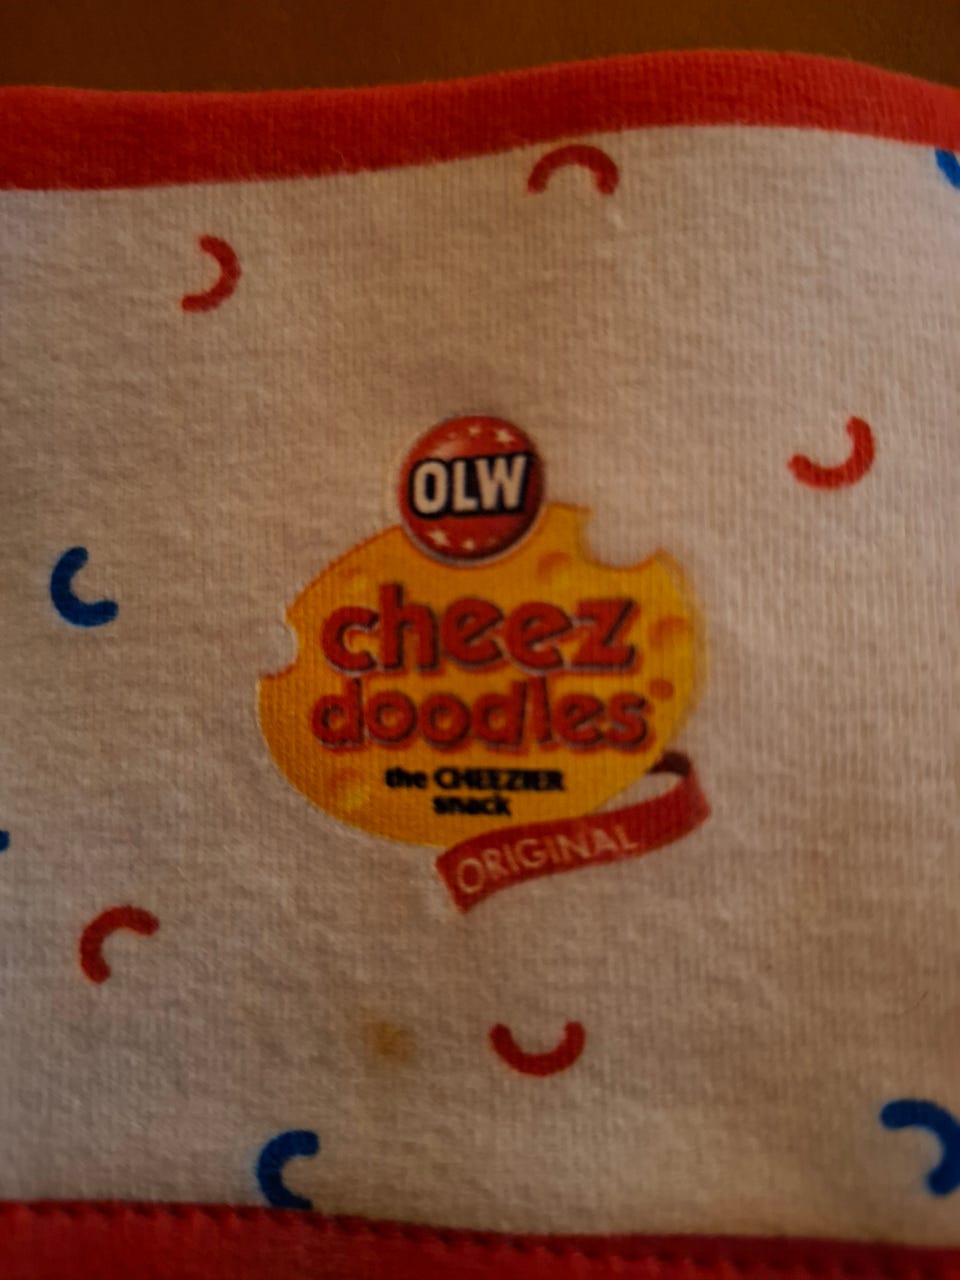 OLW
cheez
doodles
the CHEEZIER
snack
ORIGINAL